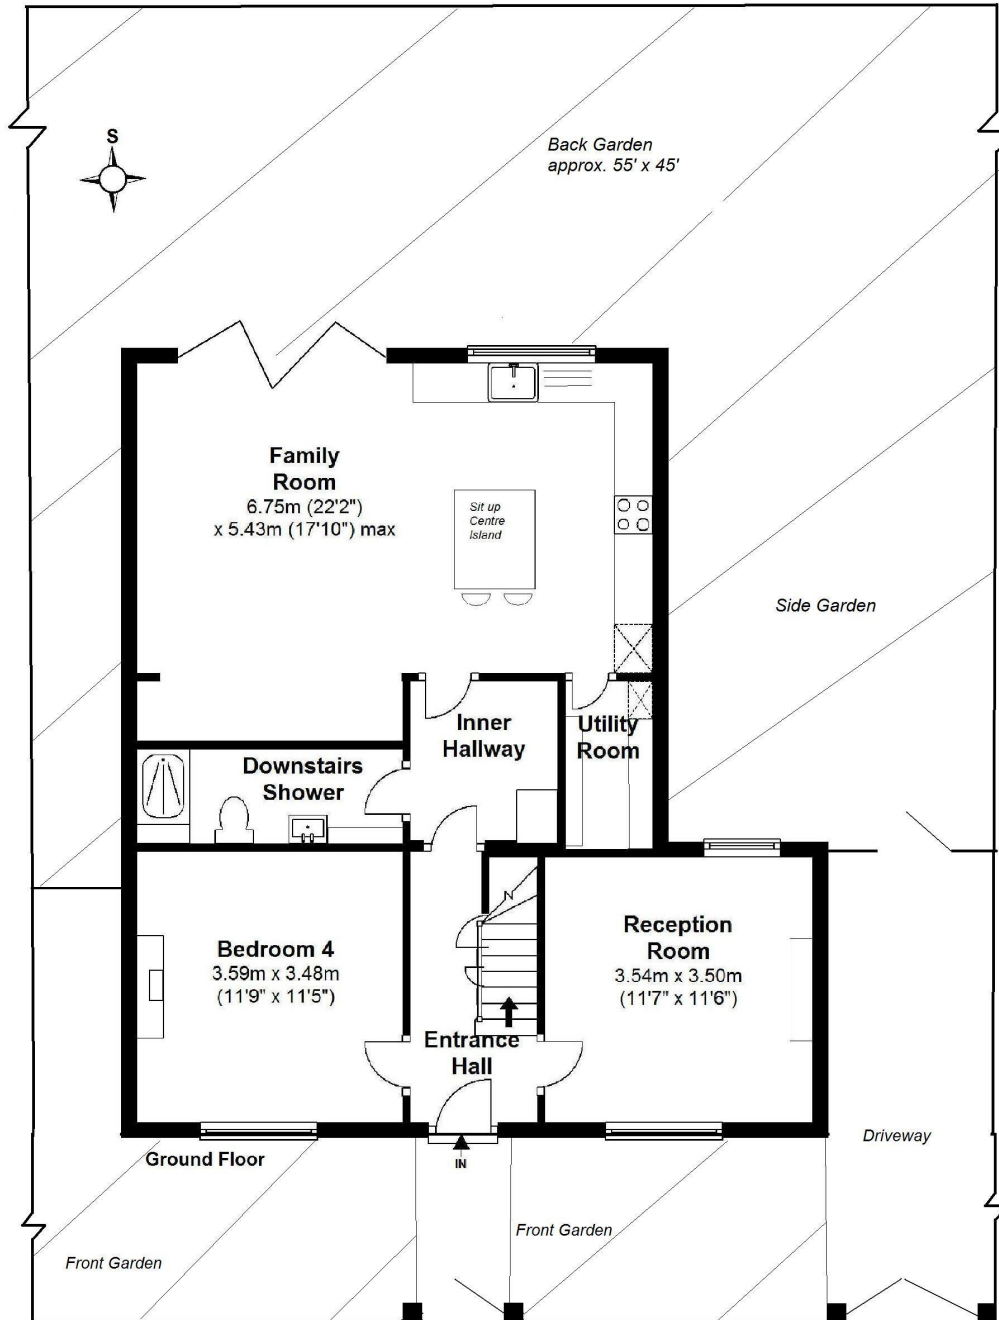 S
Back Garden
approx. 55' x 45'
Family
Room
6.75m (22'2")
x 5.43m (17'10") max
Sit up
Centre
Island
Side Garden
Inner
Hallway
Utility
Room
Downstairs
Shower
N
Bedroom 4
3.59m x 3.48m
(11'9" x 11'5")
Reception
Room
3.54m x 3.50m
(11'7" x 11'6")
Entrance
Hall
Driveway
Ground Floor
IN
Front Garden
Front Garden